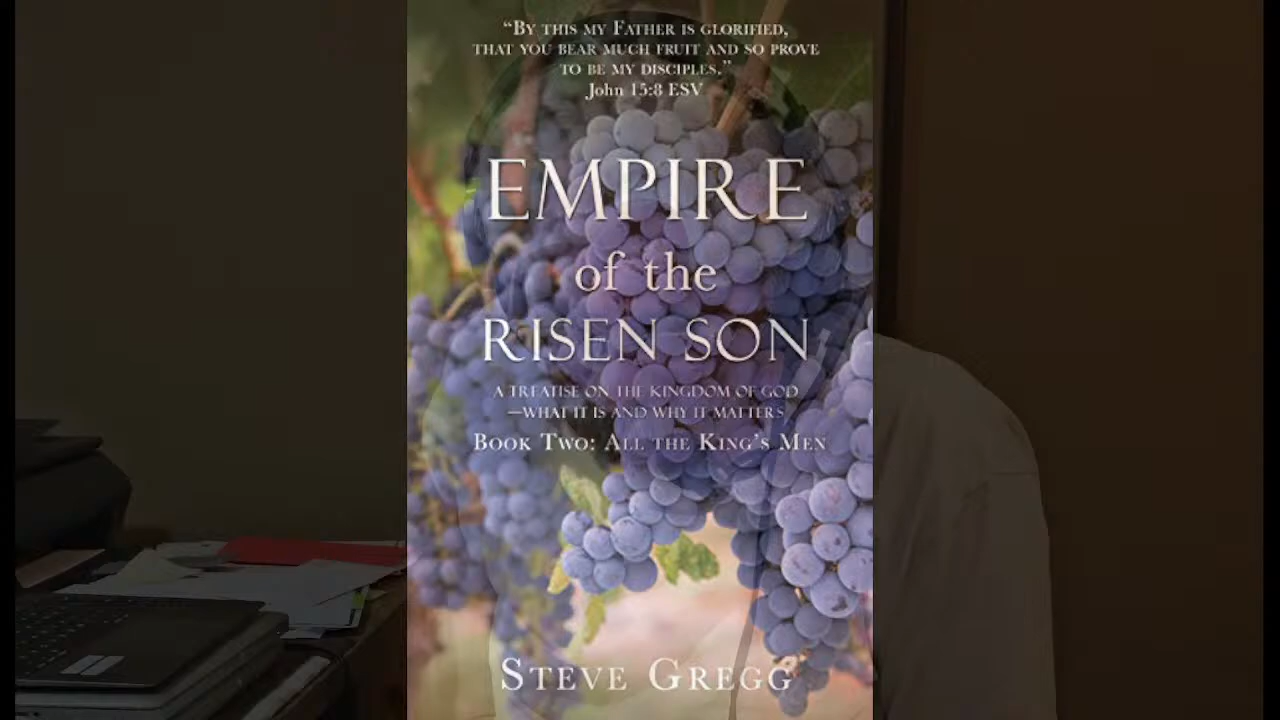 “By this my Father is glorified,
that you bear much fruit and so prove
to be my disciples.”
John 15:8 ESV
EMPIRE
of the
RISEN SON
A TREATISE ON THE KINGDOM OF GOD
—WHAT IT IS AND WHY IT MATTERS
Book Two: All the King’s Men
Steve Gregg